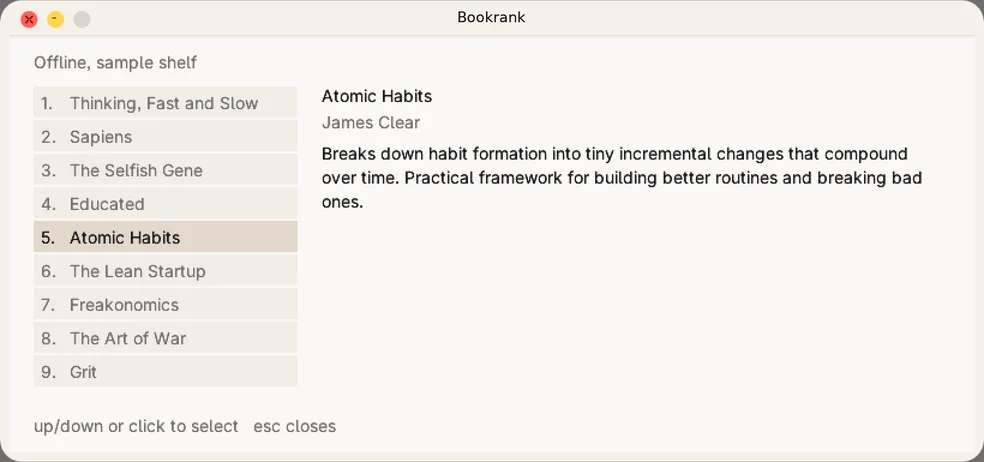 Bookrank
Offline, sample shelf
1. Thinking, Fast and Slow
2. Sapiens
3. The Selfish Gene
4. Educated
5. Atomic Habits
6. The Lean Startup
7. Freakonomics
8. The Art of War
9. Grit
Atomic Habits
James Clear
Breaks down habit formation into tiny incremental changes that compound
over time. Practical framework for building better routines and breaking bad
ones.
up/down or click to select esc closes